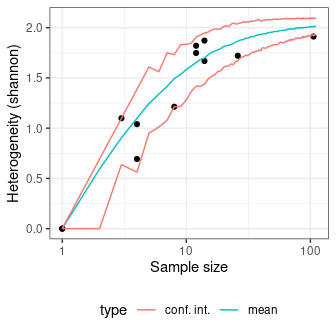 Heterogeneity (shannon)
2.0
1.5
1.0
0.5
0.0
1
10
100
Sample size
type
conf. int.
mean